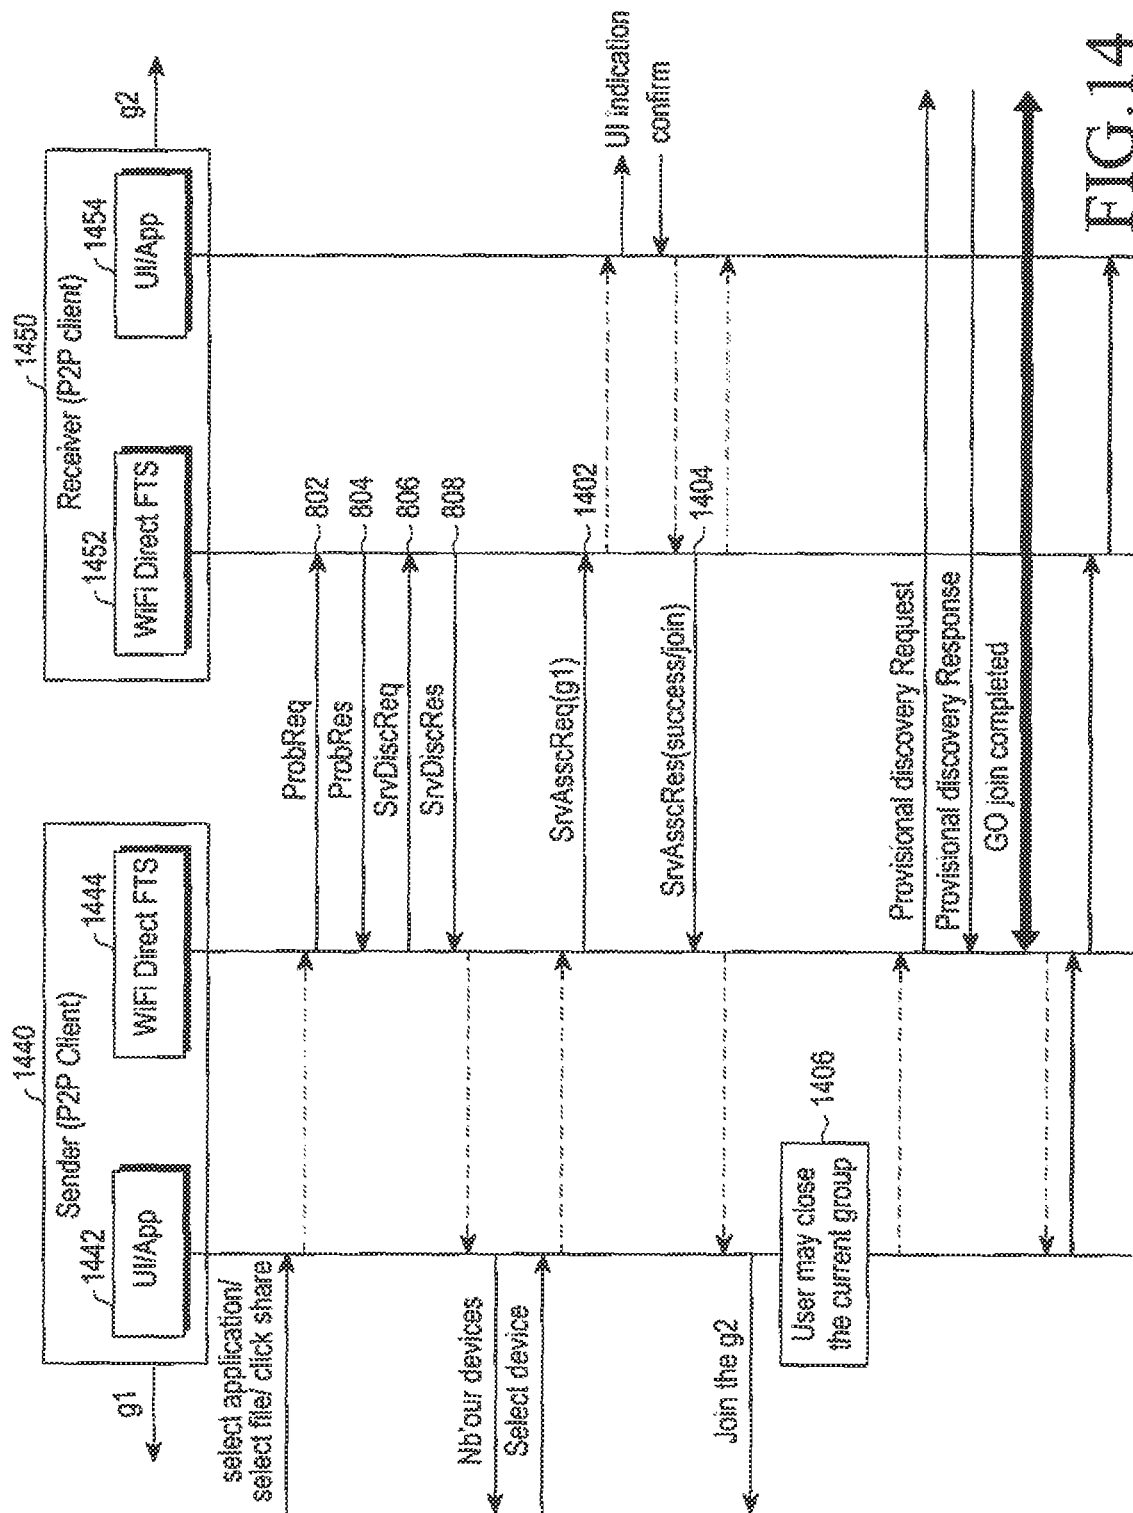 g1
1440
Sender (P2P Client)
1442
UI/App
1444
WiFi Direct FTS
1450
Receiver (P2P client)
1452
WiFi Direct FTS
1454
UI/App
g2
select application/
select file/ click share
ProbReq
802
ProbRes
804
SrvDiscReq
806
SrvDiscRes
808
Nb'our devices
Select device
SrvAsscReq(g1)
1402
UI indication
confirm
SrvAsscRes(success/join)
1404
Join the g2
User may close
the current group
1406
Provisional discovery Request
Provisional discovery Response
GO join completed
FIG.14